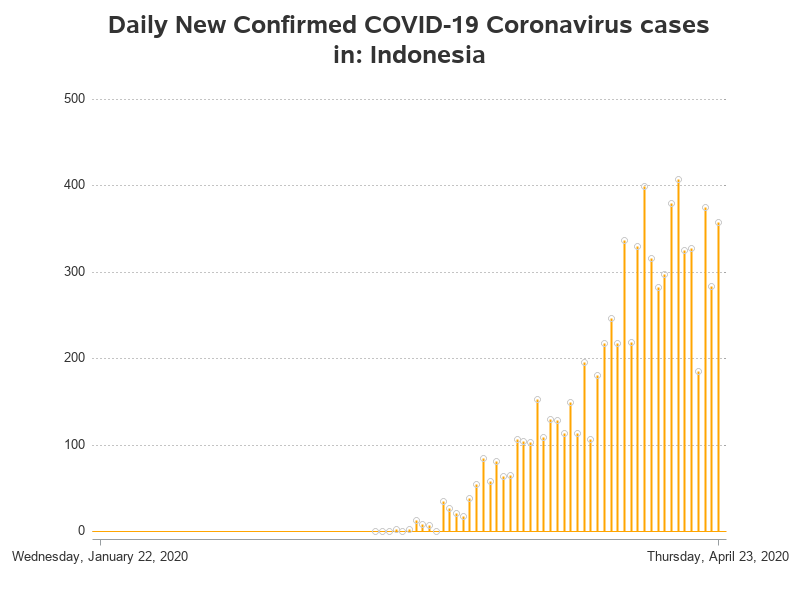 Daily New Confirmed COVID-19 Coronavirus cases
in: Indonesia
500
400
300
200
100
0
Wednesday, January 22, 2020
Thursday, April 23, 2020